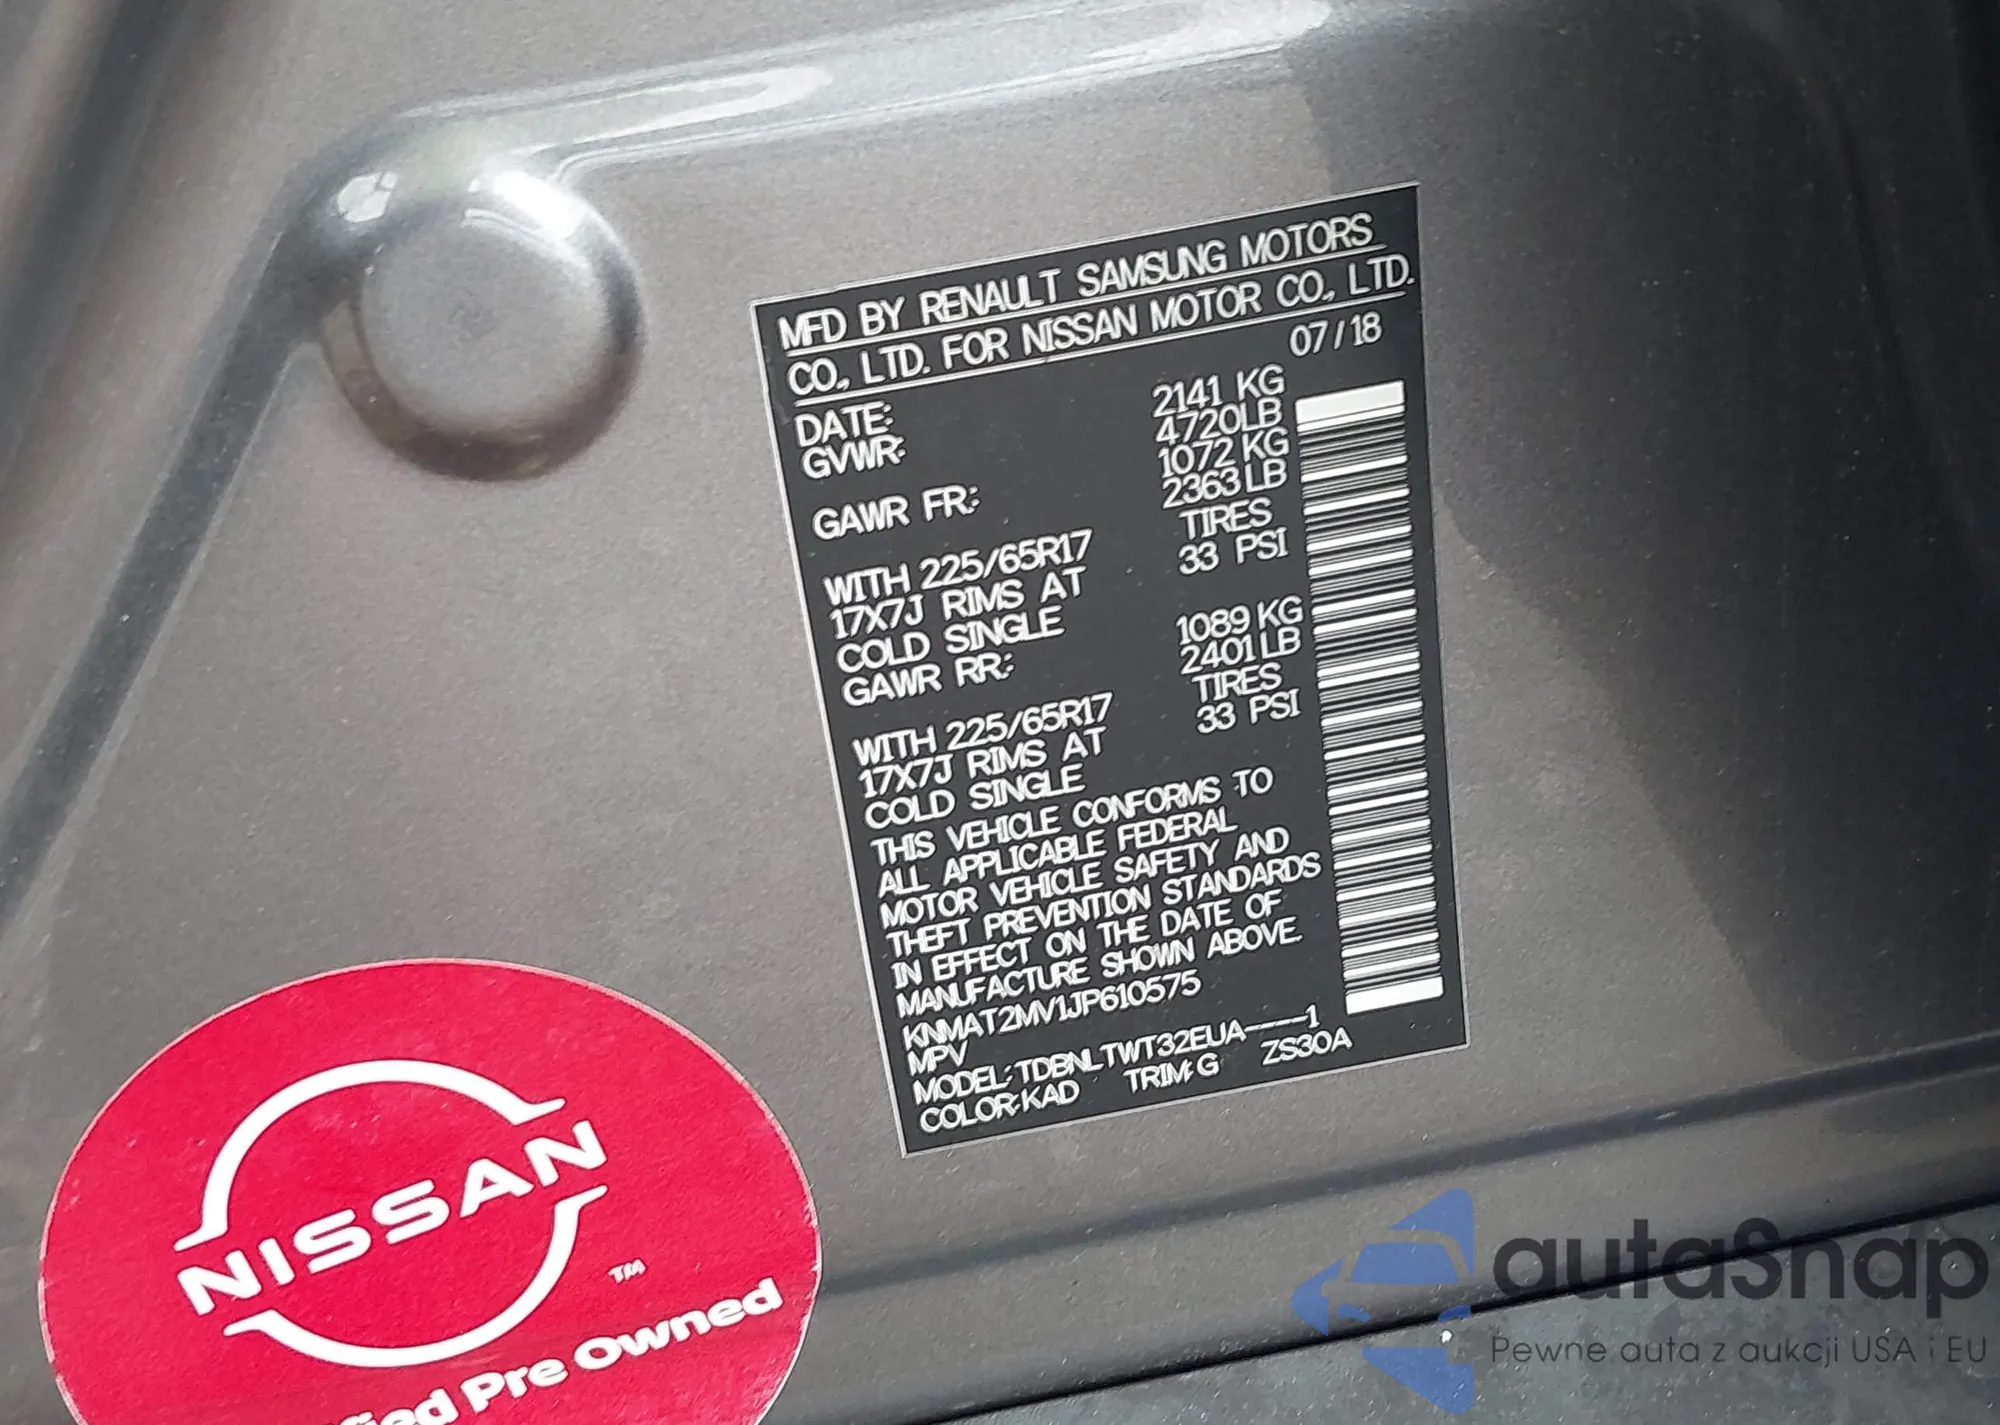 MFD BY RENAULT SAMSUNG MOTORS
CO., LTD. FOR NISSAN MOTOR CO., LTD.
DATE: 07/18
GVWR: 2141 KG
4720LB
GAWR FR: 1072 KG
2363LB
WITH 225/65R17 TIRES
17X7J RIMS AT 33 PSI
COLD SINGLE
GAWR RR: 1089 KG
2401LB
WITH 225/65R17 TIRES
17X7J RIMS AT 33 PSI
COLD SINGLE
THIS VEHICLE CONFORMS TO
ALL APPLICABLE FEDERAL
MOTOR VEHICLE SAFETY AND
THEFT PREVENTION STANDARDS
IN EFFECT ON THE DATE OF
MANUFACTURE SHOWN ABOVE.
KNMAT2MV1JP610575
MPV
MODEL: TDBNLTWT32EUA----1
COLOR:KAD TRIM:G ZS30A
NISSAN
TM
Pre Owned
autaSnap
Pewne auta z aukcji USA i EU